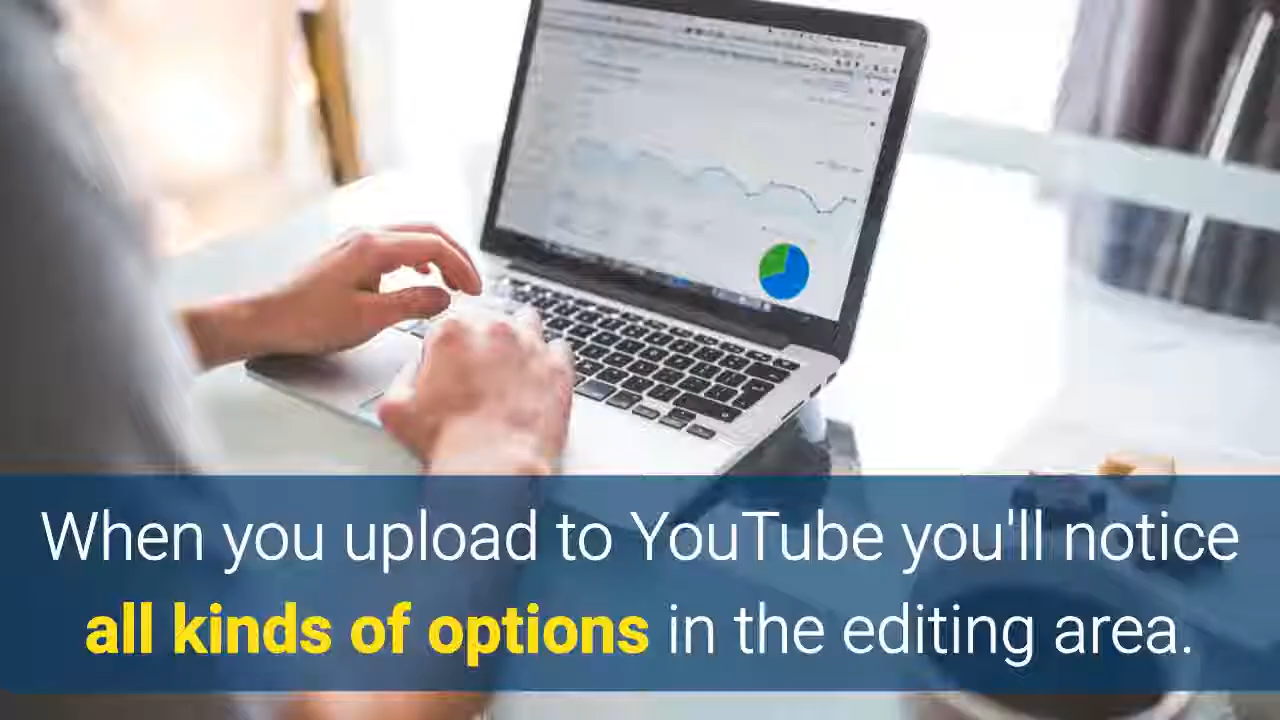 When you upload to YouTube you'll notice
all kinds of options in the editing area.